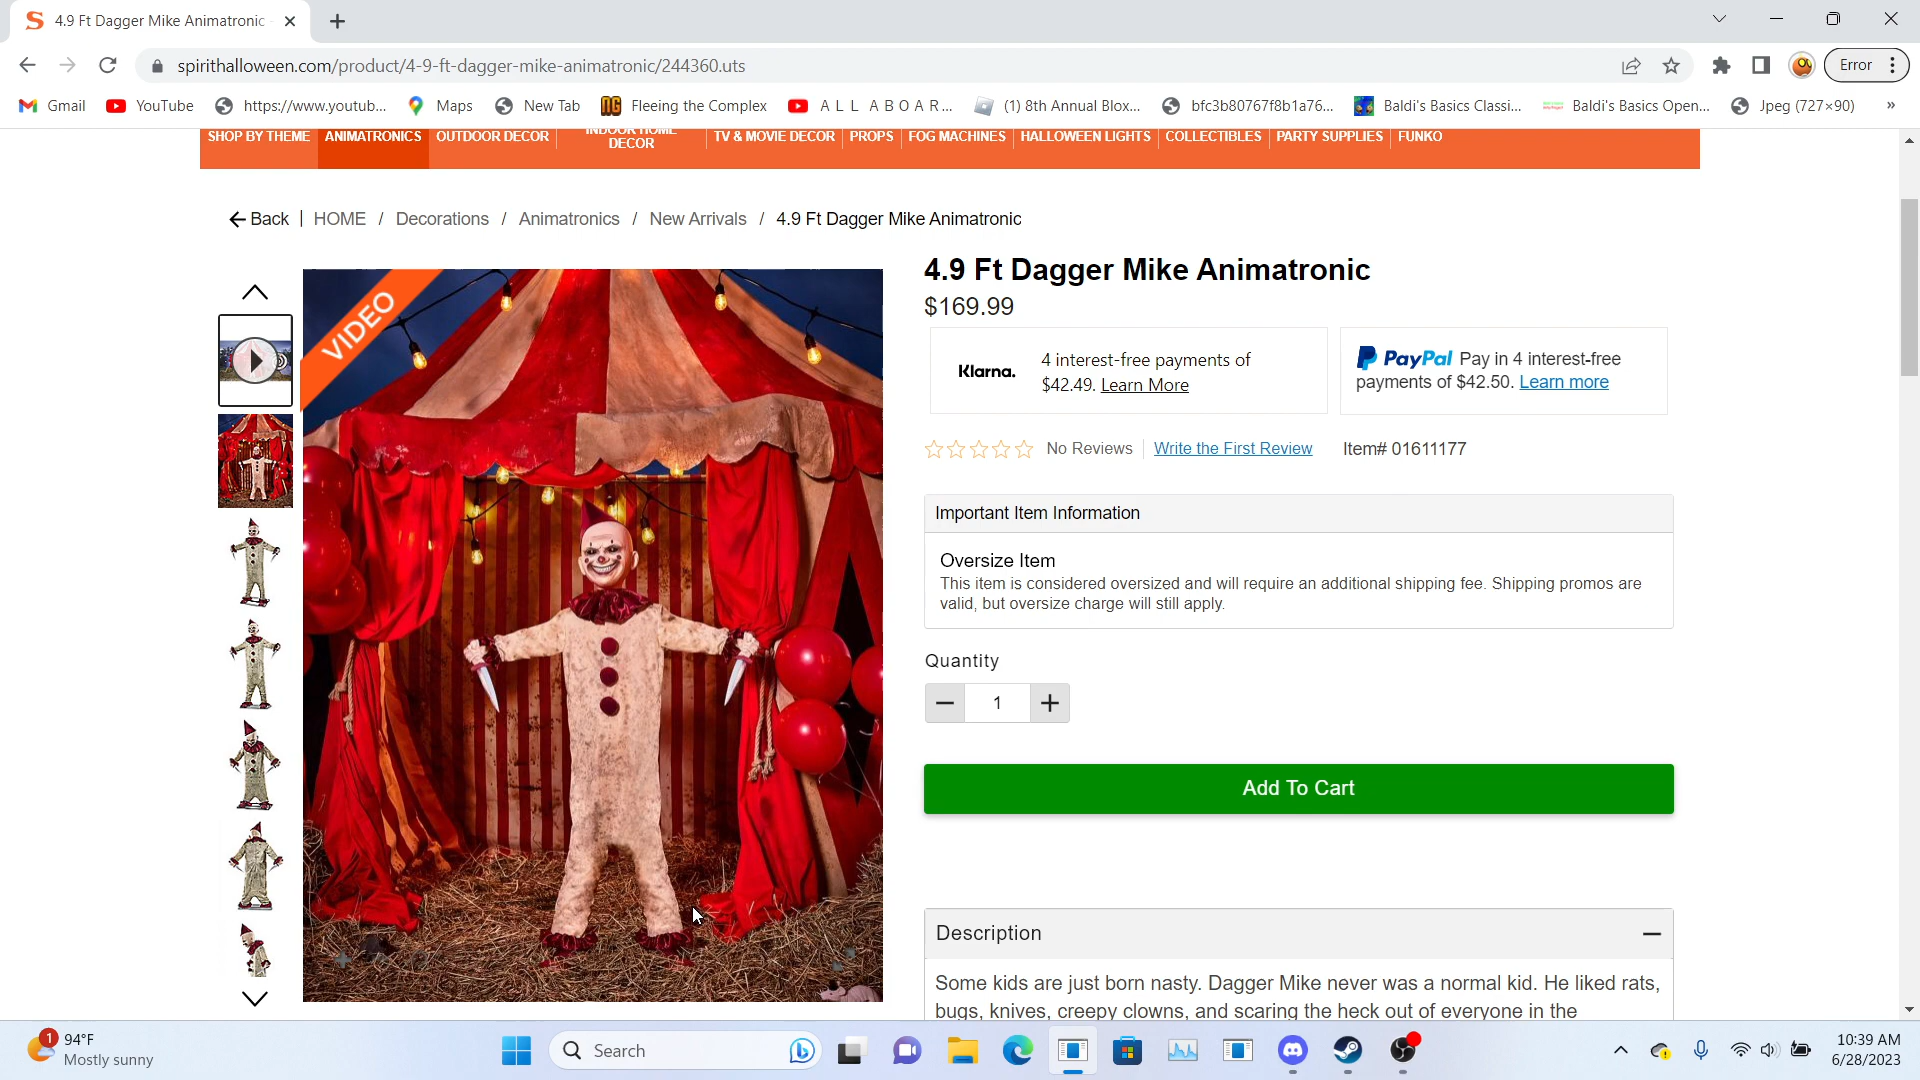 4.9 Ft Dagger Mike Animatronic
spirithalloween.com/product/4-9-ft-dagger-mike-animatronic/244360.uts
Error
Gmail
YouTube
https://www.youtub...
Maps
New Tab
Fleeing the Complex
A L L A B O A R...
(1) 8th Annual Blox...
bfc3b80767f8b1a76...
Baldi's Basics Classi...
Baldi's Basics Open...
Jpeg (727×90)
»
SHOP BY THEME
ANIMATRONICS
OUTDOOR DECOR
INDOOR HOME
DECOR
TV & MOVIE DECOR
PROPS
FOG MACHINES
HALLOWEEN LIGHTS
COLLECTIBLES
PARTY SUPPLIES
FUNKO
Back | HOME / Decorations / Animatronics / New Arrivals / 4.9 Ft Dagger Mike Animatronic
VIDEO
4.9 Ft Dagger Mike Animatronic
$169.99
Klarna.
4 interest-free payments of
$42.49. Learn More
PayPal Pay in 4 interest-free
payments of $42.50. Learn more
No Reviews
Write the First Review
Item# 01611177
Important Item Information
Oversize Item
This item is considered oversized and will require an additional shipping fee. Shipping promos are
valid, but oversize charge will still apply.
Quantity
1
Add To Cart
Description
Some kids are just born nasty. Dagger Mike never was a normal kid. He liked rats,
bugs, knives, creepy clowns, and scaring the heck out of everyone in the
1
94°F
Mostly sunny
Search
10:39 AM
6/28/2023